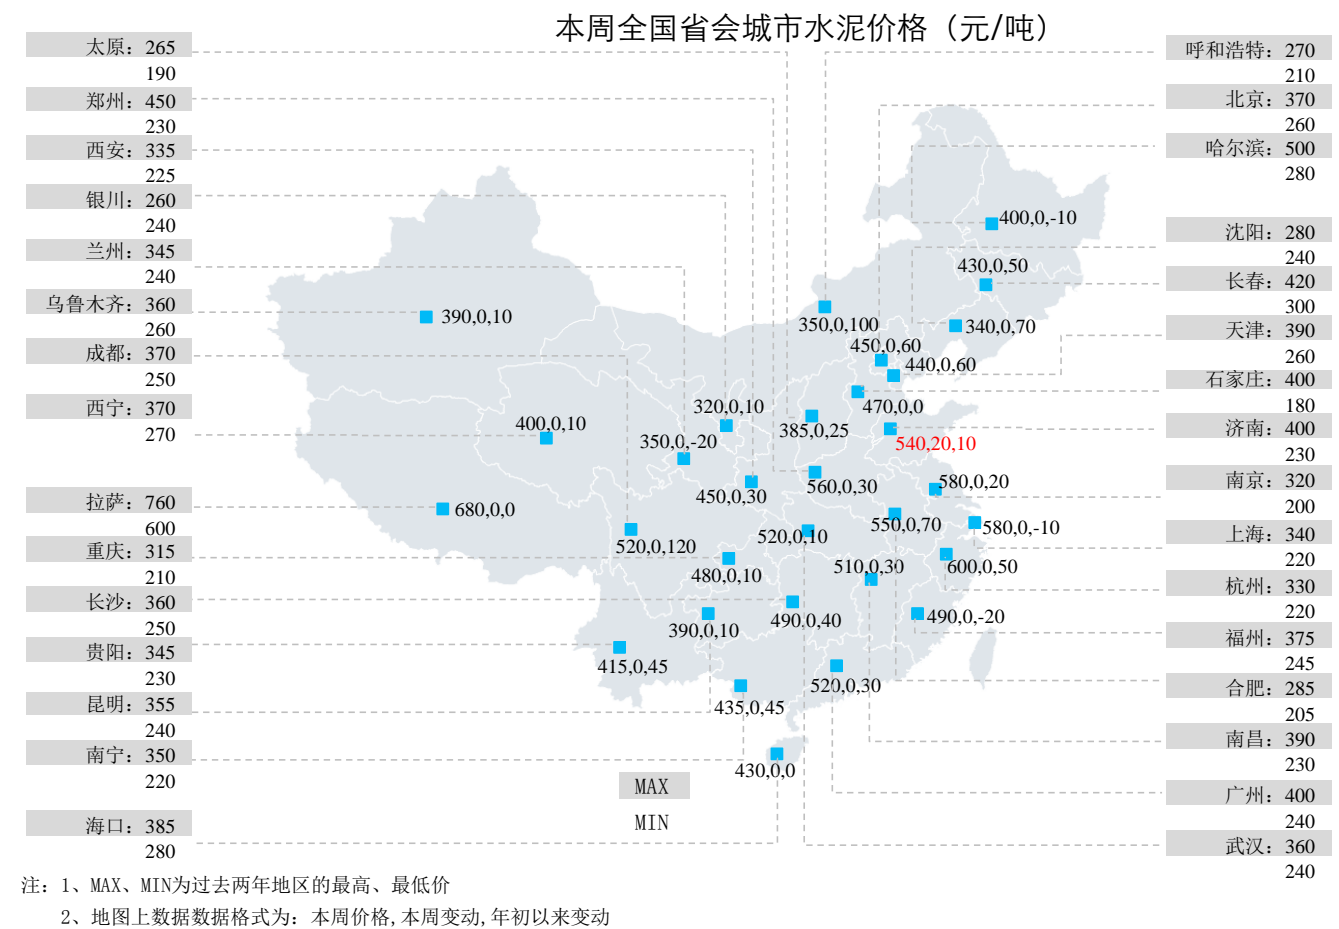 本周全国省会城市水泥价格（元/吨）
太原：265
190
郑州：450
230
西安：335
225
银川：260
240
兰州：345
240
乌鲁木齐：360
260
成都：370
250
西宁：370
270
拉萨：760
600
重庆：315
210
长沙：360
250
贵阳：345
230
昆明：355
240
南宁：350
220
海口：385
280
400,0,-10
430,0,50
390,0,10
350,0,100
340,0,70
450,0,60
440,0,60
320,0,10
470,0,0
400,0,10
385,0,25
350,0,-20
540,20,10
450,0,30
560,0,30
580,0,20
680,0,0
550,0,70
580,0,-10
520,0,120
520,0,10
480,0,10
510,0,30
600,0,50
390,0,10
490,0,40
490,0,-20
415,0,45
520,0,30
435,0,45
430,0,0
MAX
MIN
呼和浩特：270
210
北京：370
260
哈尔滨：500
280
沈阳：280
240
长春：420
300
天津：390
260
石家庄：400
180
济南：400
230
南京：320
200
上海：340
220
杭州：330
220
福州：375
245
合肥：285
205
南昌：390
230
广州：400
240
武汉：360
240
注：1、MAX、MIN为过去两年地区的最高、最低价
2、地图上数据数据格式为：本周价格,本周变动,年初以来变动